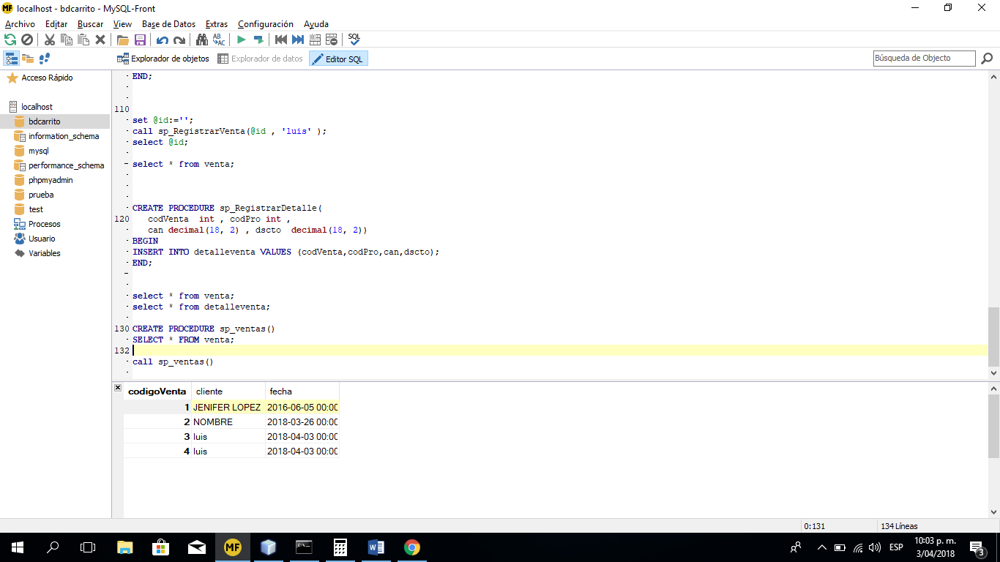 MF localhost - bdcarrito - MySQL-Front
Archivo Editar Buscar View Base de Datos Extras Configuración Ayuda
SQL
Explorador de objetos Explorador de datos Editor SQL Búsqueda de Objecto
Acceso Rápido
localhost
bdcarrito
information_schema
mysql
performance_schema
phpmyadmin
prueba
test
Procesos
Usuario
Variables
END;
110
set @id:='';
call sp_RegistrarVenta(@id , 'luis' );
select @id;
select * from venta;
CREATE PROCEDURE sp_RegistrarDetalle(
120 codVenta int , codPro int ,
can decimal(18, 2) , dscto decimal(18, 2))
BEGIN
INSERT INTO detalleventa VALUES (codVenta,codPro,can,dscto);
END;
select * from venta;
select * from detalleventa;
130 CREATE PROCEDURE sp_ventas()
SELECT * FROM venta;
132
call sp_ventas()
codigoVenta cliente fecha
1 JENIFER LOPEZ 2016-06-05 00:00
2 NOMBRE 2018-03-26 00:00
3 luis 2018-04-03 00:00
4 luis 2018-04-03 00:00
0:131 134 Líneas
MF ESP 10:03 p. m.
3/04/2018
3